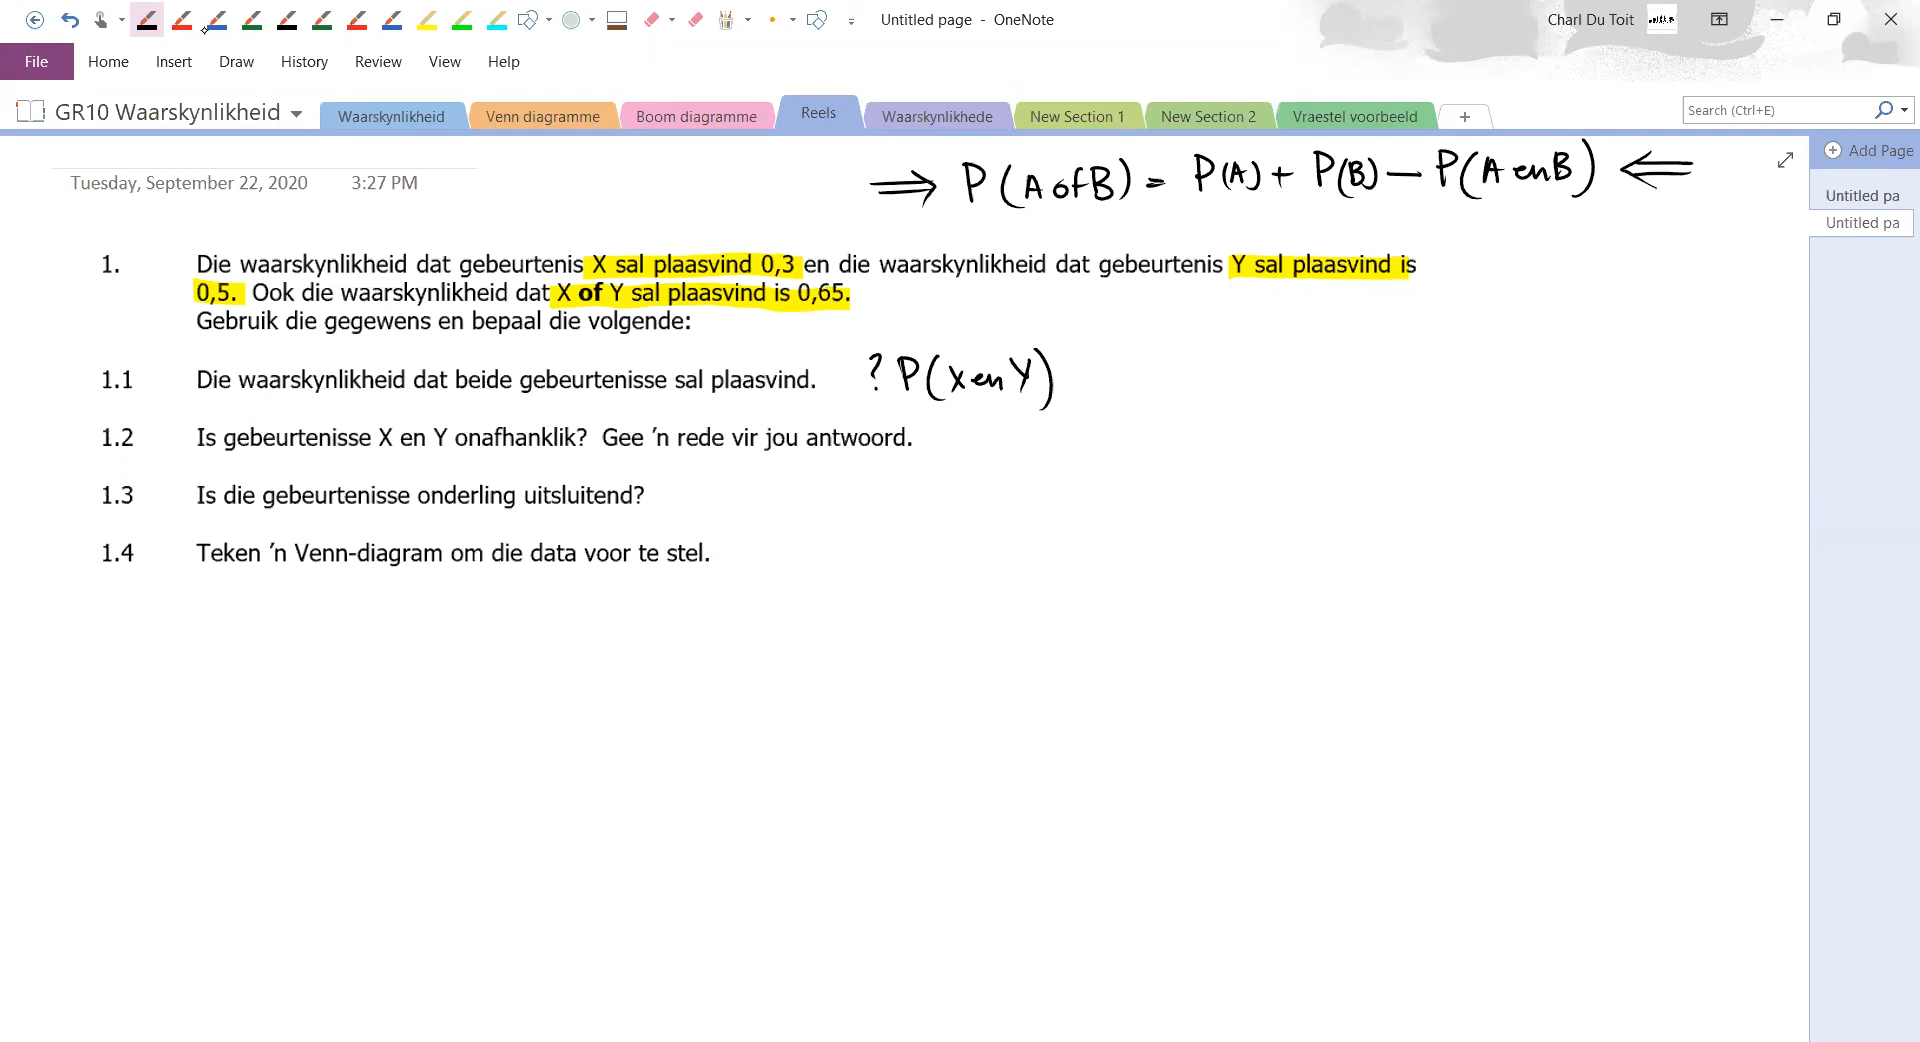 Untitled page - OneNote
Charl Du Toit
File Home Insert Draw History Review View Help
GR10 Waarskynlikheid
Waarskynlikheid Venn diagramme Boom diagramme Reels Waarskynlikhede New Section 1 New Section 2 Vraestel voorbeeld +
Search (Ctrl+E)
Add Page
Untitled pa
Untitled pa
Tuesday, September 22, 2020 3:27 PM
⇒ P(A of B) = P(A) + P(B) - P(A en B) ⇐
1. Die waarskynlikheid dat gebeurtenis X sal plaasvind 0,3 en die waarskynlikheid dat gebeurtenis Y sal plaasvind is
0,5. Ook die waarskynlikheid dat X of Y sal plaasvind is 0,65.
Gebruik die gegewens en bepaal die volgende:
1.1 Die waarskynlikheid dat beide gebeurtenisse sal plaasvind. ? P(X en Y)
1.2 Is gebeurtenisse X en Y onafhanklik? Gee 'n rede vir jou antwoord.
1.3 Is die gebeurtenisse onderling uitsluitend?
1.4 Teken 'n Venn-diagram om die data voor te stel.